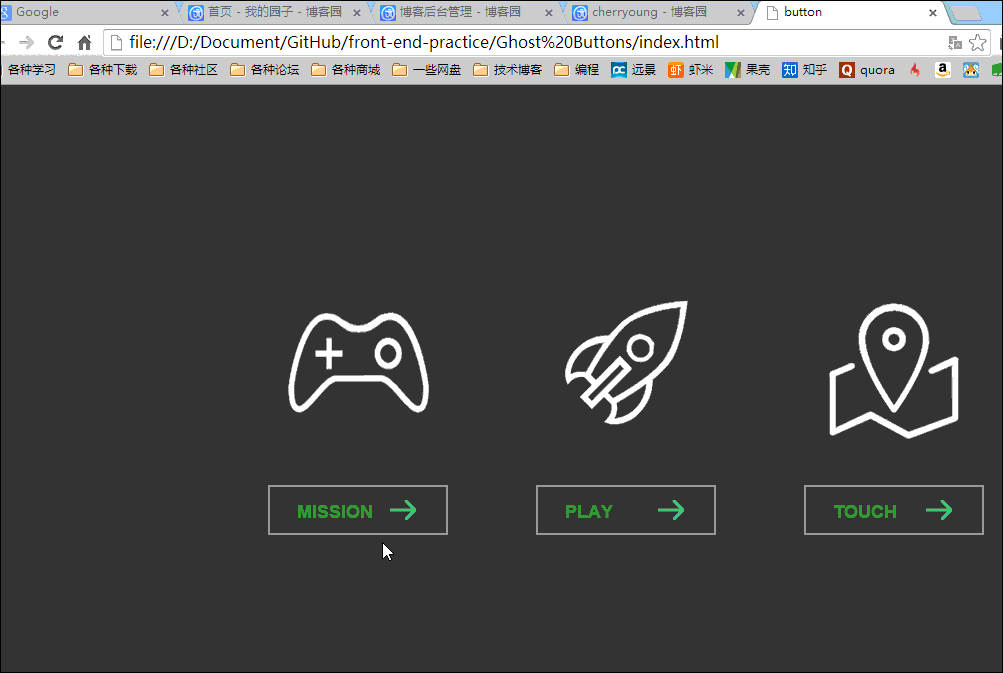 Google 首页 - 我的园子 - 博客园 博客后台管理 - 博客园 cherryoung - 博客园 button
file:///D:/Document/GitHub/front-end-practice/Ghost%20Buttons/index.html
各种学习 各种下载 各种社区 各种论坛 各种商城 一些网盘 技术博客 编程 远景 虾米 果壳 知乎 quora
MISSION PLAY TOUCH